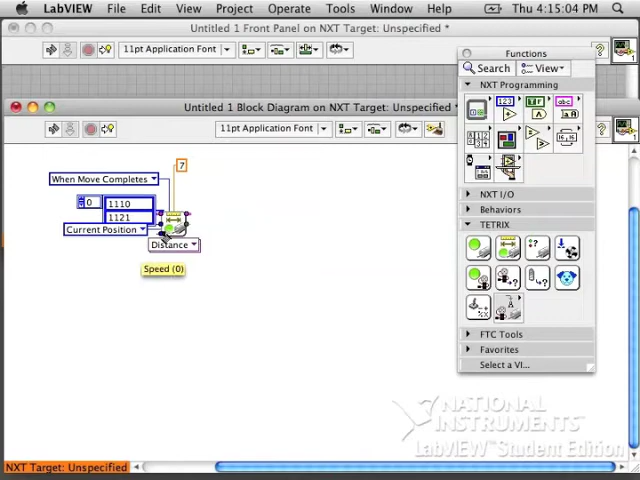 LabVIEW File Edit View Project Operate Tools Window Help Thu 4:15:04 PM
Untitled 1 Front Panel on NXT Target: Unspecified *
11pt Application Font
Functions
Search View
NXT Programming
Untitled 1 Block Diagram on NXT Target: Unspecified *
11pt Application Font
7
When Move Completes
0 1110
1121
Current Position
Distance
Speed (0)
NXT I/O
Behaviors
TETRIX
FTC Tools
Favorites
Select a VI...
NATIONAL
INSTRUMENTS
LabVIEW Student Edition
NXT Target: Unspecified